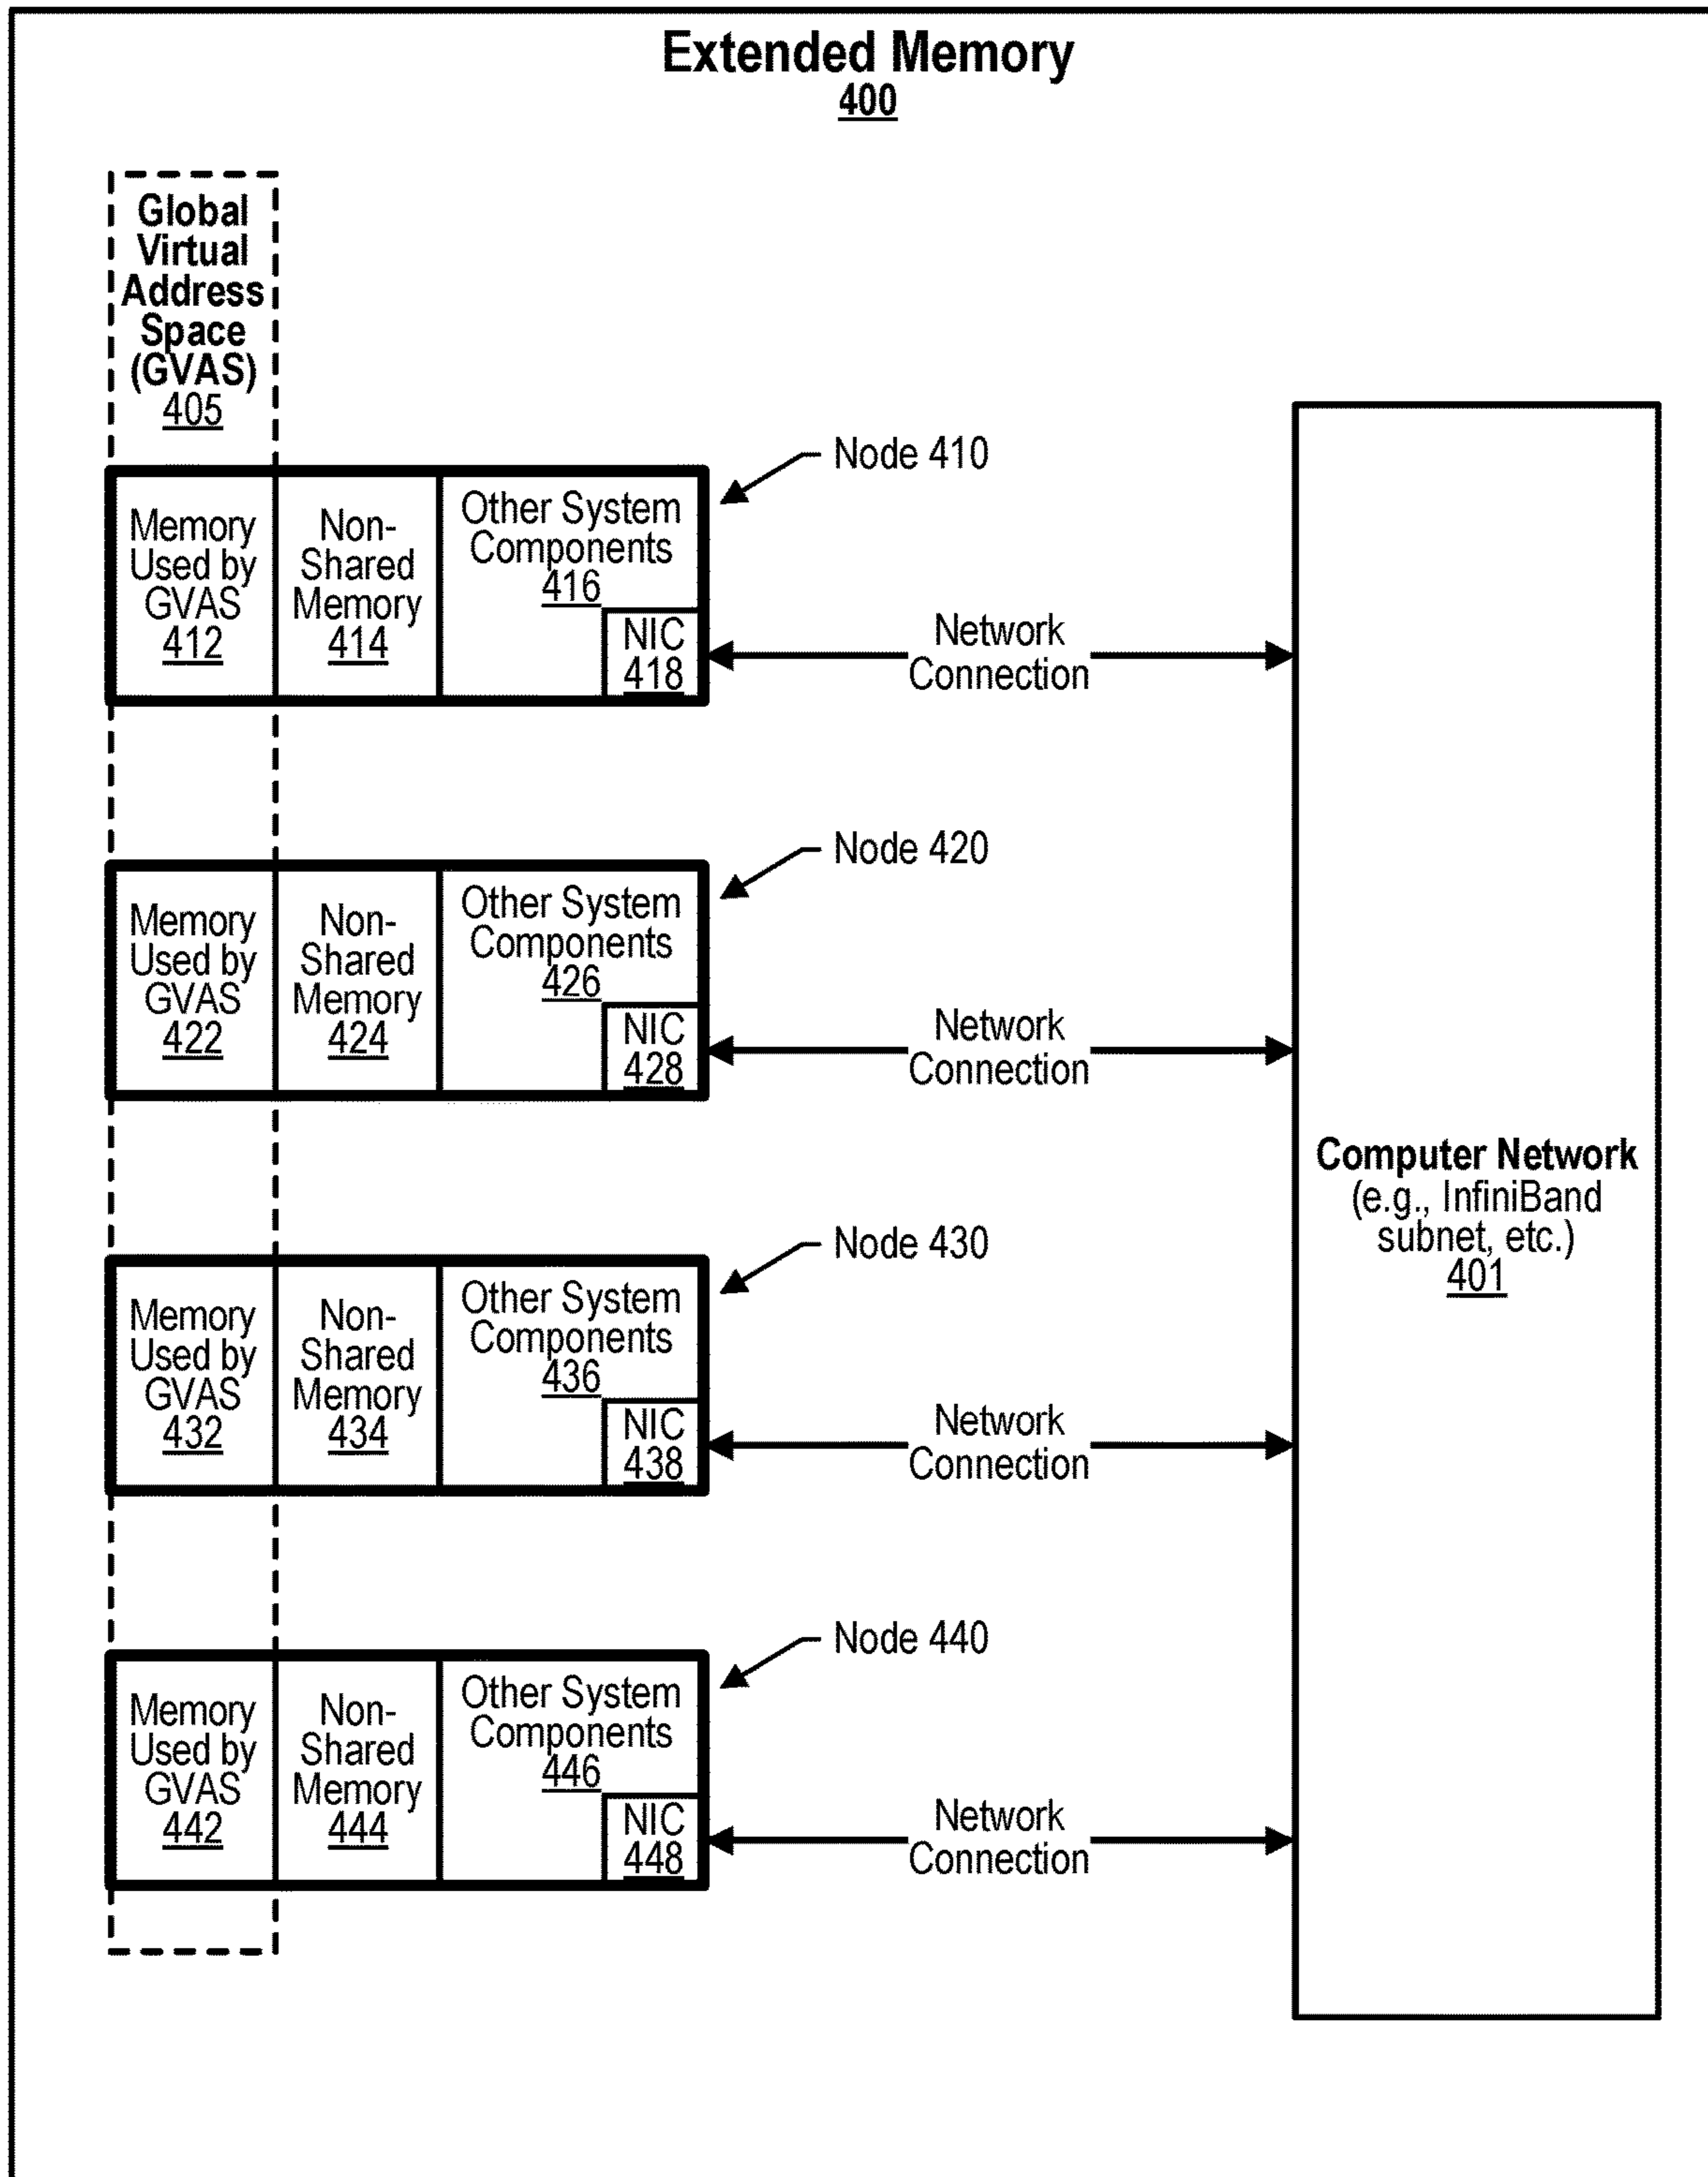 Extended Memory
400
Global
Virtual
Address
Space
(GVAS)
405
Node 410
Memory
Used by
GVAS
412
Non-
Shared
Memory
414
Other System
Components
416
NIC
418
Network
Connection
Node 420
Memory
Used by
GVAS
422
Non-
Shared
Memory
424
Other System
Components
426
NIC
428
Network
Connection
Node 430
Memory
Used by
GVAS
432
Non-
Shared
Memory
434
Other System
Components
436
NIC
438
Network
Connection
Node 440
Memory
Used by
GVAS
442
Non-
Shared
Memory
444
Other System
Components
446
NIC
448
Network
Connection
Computer Network
(e.g., InfiniBand
subnet, etc.)
401